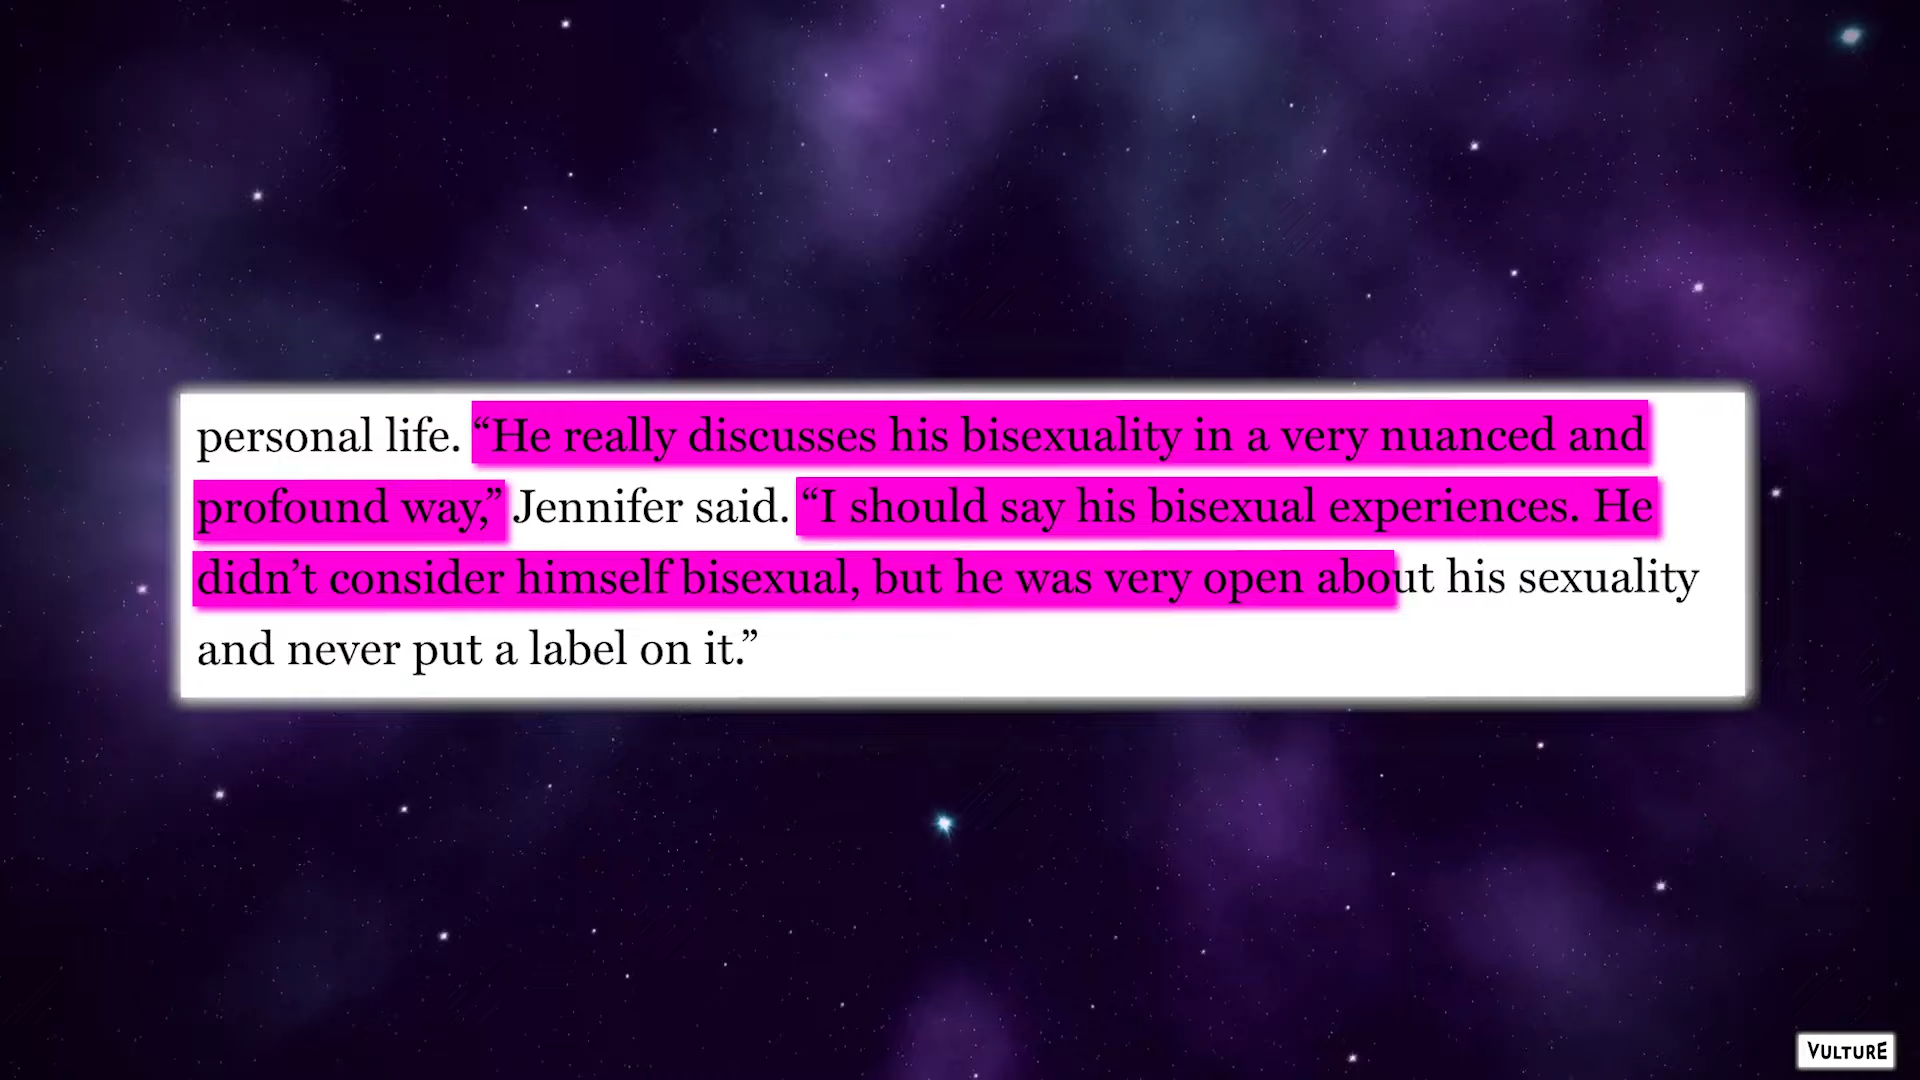 personal life. “He really discusses his bisexuality in a very nuanced and
profound way,” Jennifer said. “I should say his bisexual experiences. He
didn’t consider himself bisexual, but he was very open about his sexuality
and never put a label on it.”
VULTURE